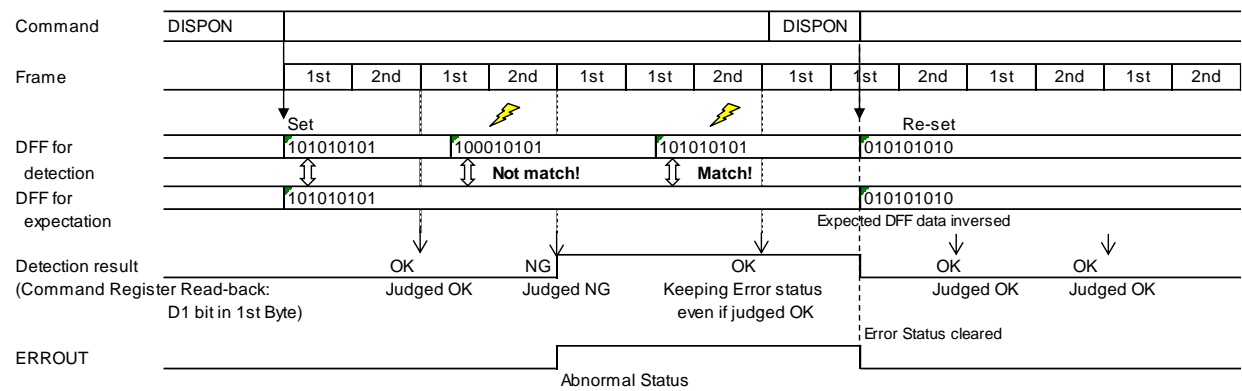 Command DISPON DISPON
Frame 1st 2nd 1st 2nd 1st 1st 2nd 1st 1st 2nd 1st 2nd 1st 2nd
Set Re-set
DFF for 101010101 100010101 101010101 010101010
detection Not match! Match!
DFF for 101010101 010101010
expectation Expected DFF data inversed
Detection result OK NG OK OK OK
(Command Register Read-back: Judged OK Judged NG Keeping Error status Judged OK Judged OK
D1 bit in 1st Byte) even if judged OK
Error Status cleared
ERROUT
Abnormal Status